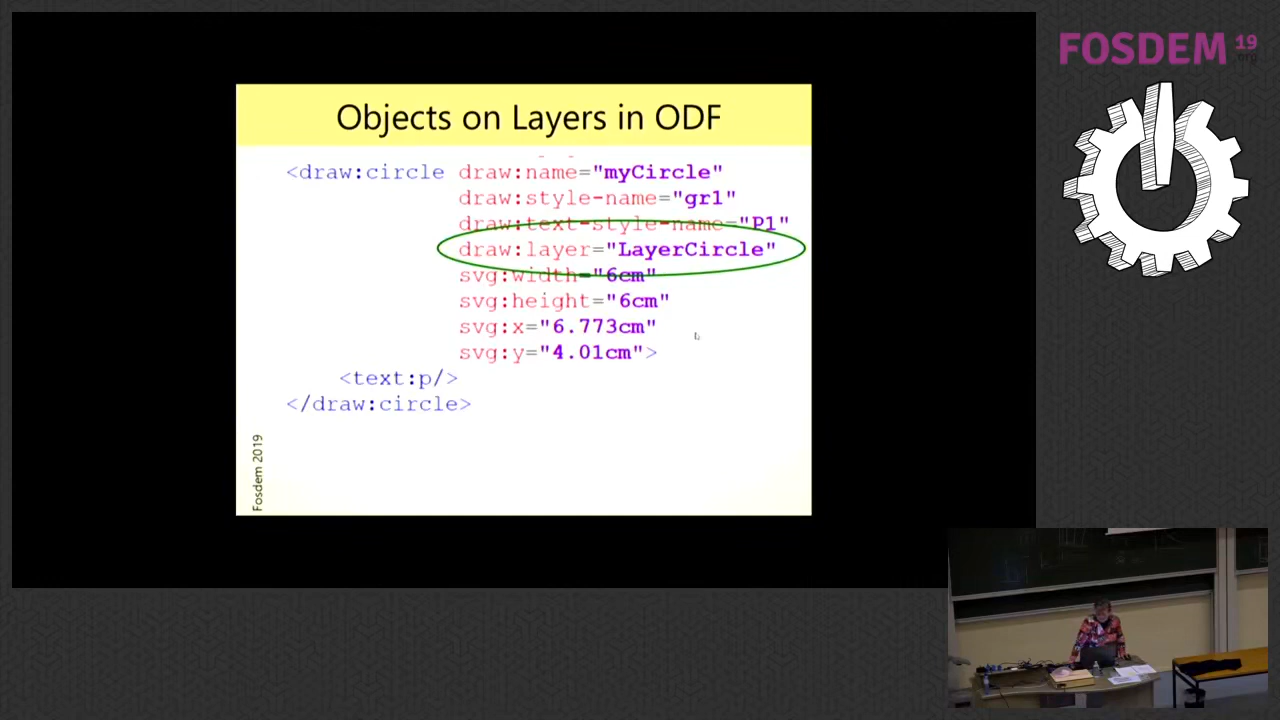 Objects on Layers in ODF
<draw:circle draw:name="myCircle"
draw:style-name="gr1"
draw:text-style-name="P1"
draw:layer="LayerCircle"
svg:width="6cm"
svg:height="6cm"
svg:x="6.773cm"
svg:y="4.01cm">
<text:p/>
</draw:circle>
Fosdem 2019
FOSDEM 19
.org